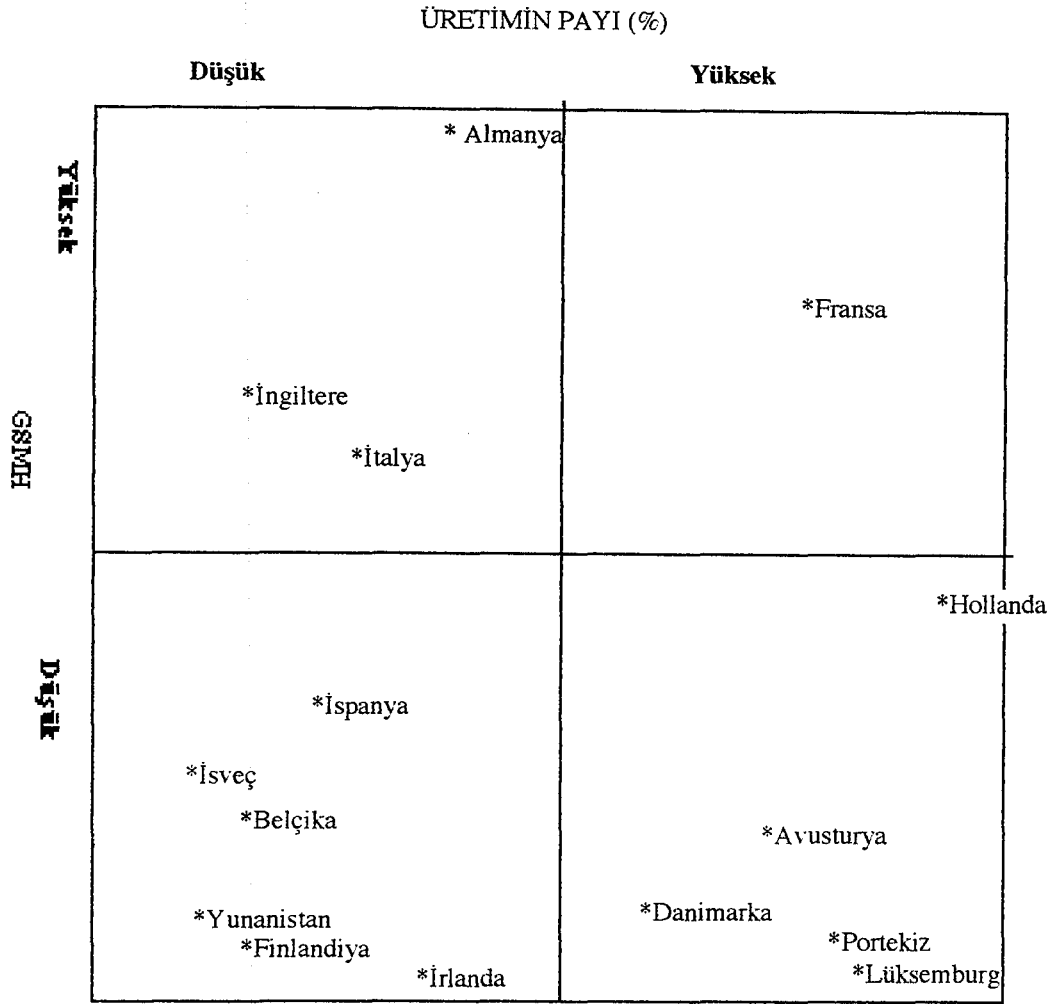 ÜRETİMİN PAYI (%)
Düşük Yüksek
Yüksek
* Almanya
*Fransa
*İngiltere
GSMH
*İtalya
*Hollanda
Düşük
*İspanya
*İsveç
*Belçika
*Avusturya
*Danimarka
*Yunanistan
*Portekiz
*Finlandiya
*Lüksemburg
*İrlanda